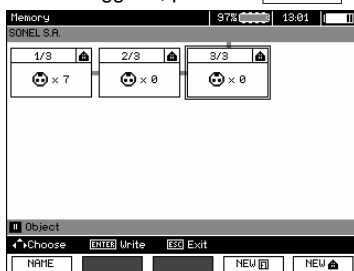 Memory 97% 13:01
SONEL S.A.
1/3 2/3 3/3
× 7 × 0 × 0
Object
Choose ENTER Write ESC Exit
NAME NEW NEW